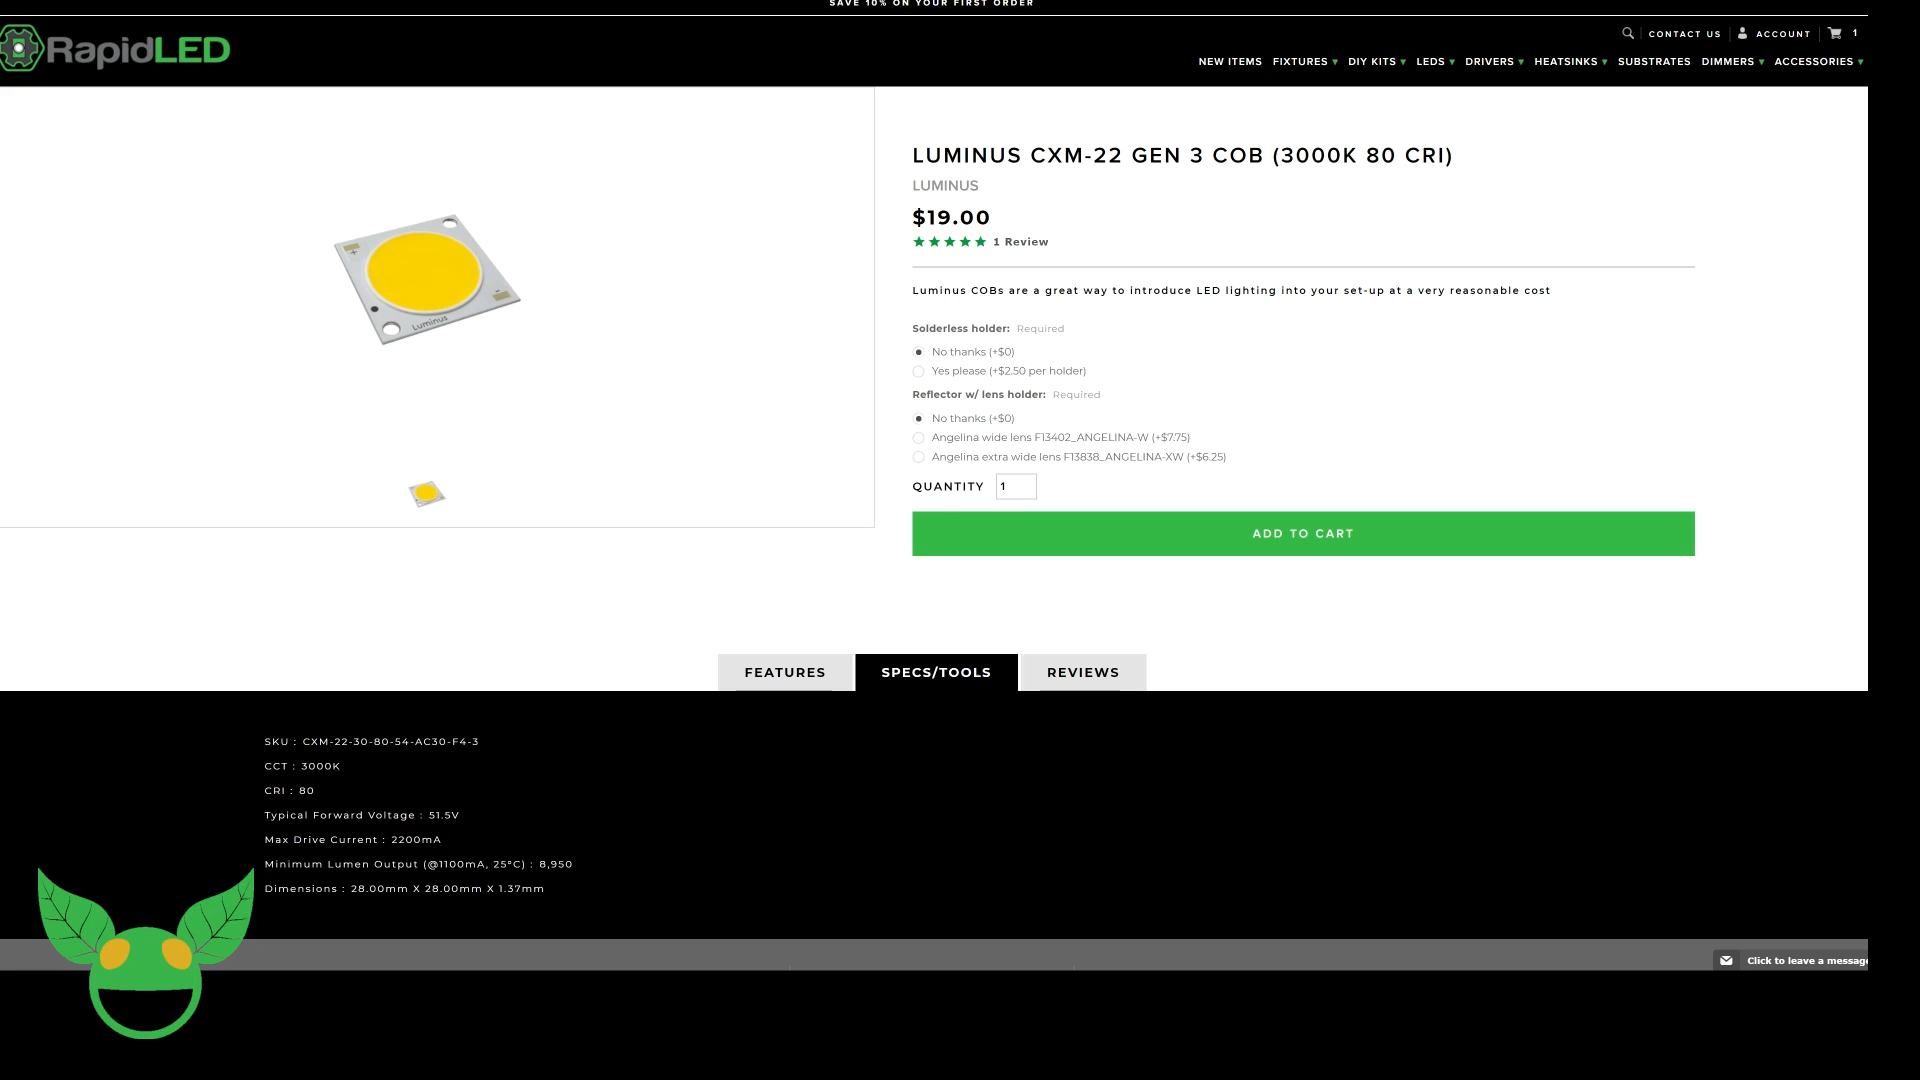 SAVE 10% ON YOUR FIRST ORDER
RapidLED
CONTACT US
ACCOUNT
1
NEW ITEMS FIXTURES ▾ DIY KITS ▾ LEDS ▾ DRIVERS ▾ HEATSINKS ▾ SUBSTRATES DIMMERS ▾ ACCESSORIES ▾
Luminus
LUMINUS CXM-22 GEN 3 COB (3000K 80 CRI)
LUMINUS
$19.00
★★★★★ 1 Review
Luminus COBs are a great way to introduce LED lighting into your set-up at a very reasonable cost
Solderless holder: Required
No thanks (+$0)
Yes please (+$2.50 per holder)
Reflector w/ lens holder: Required
No thanks (+$0)
Angelina wide lens F13402_ANGELINA-W (+$7.75)
Angelina extra wide lens F13838_ANGELINA-XW (+$6.25)
QUANTITY 1
ADD TO CART
FEATURES SPECS/TOOLS REVIEWS
SKU : CXM-22-30-80-54-AC30-F4-3
CCT : 3000K
CRI : 80
Typical Forward Voltage : 51.5V
Max Drive Current : 2200mA
Minimum Lumen Output (@1100mA, 25°C) : 8,950
Dimensions : 28.00mm X 28.00mm X 1.37mm
Click to leave a message